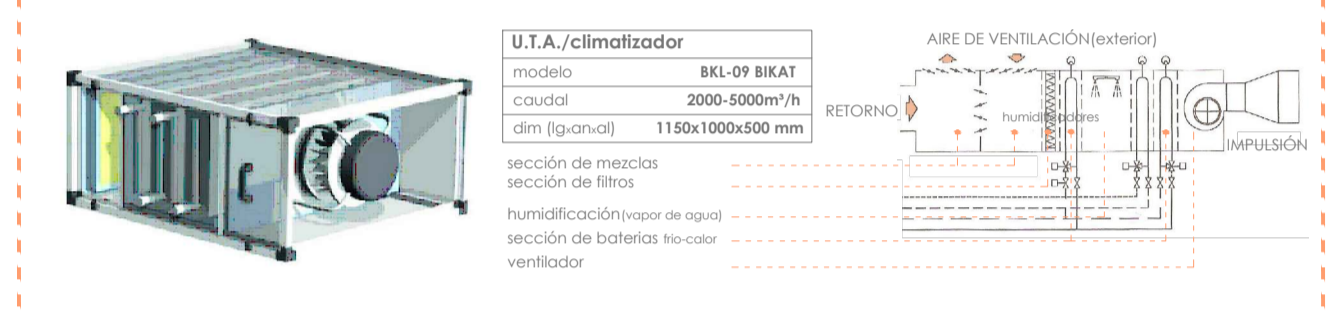 U.T.A./climatizador
modelo BKL-09 BIKAT
caudal 2000-5000m³/h
dim (lgxanxal) 1150x1000x500 mm
sección de mezclas
sección de filtros
humidificación(vapor de agua)
sección de baterias frio-calor
ventilador
AIRE DE VENTILACIÓN(exterior)
RETORNO
humidificadores
IMPULSIÓN